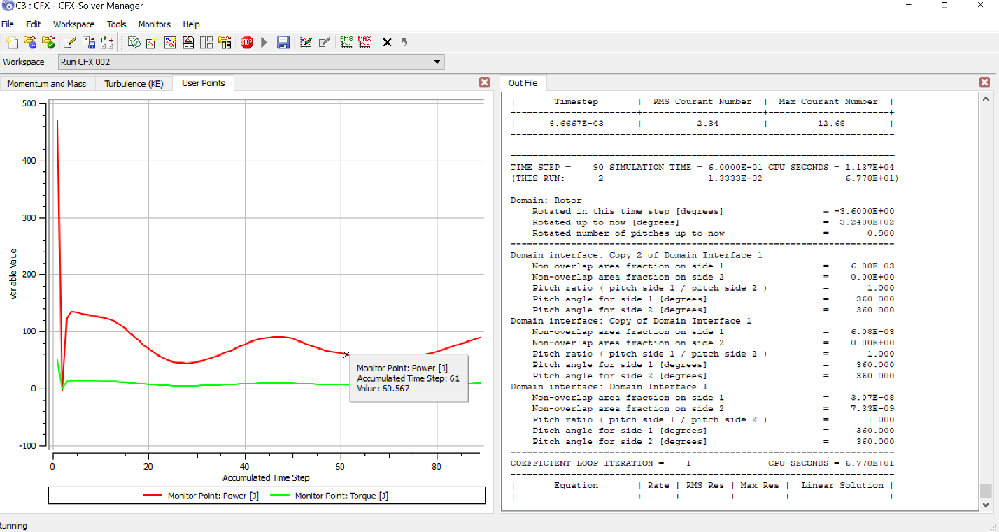 C3 : CFX - CFX-Solver Manager
File Edit Workspace Tools Monitors Help
STOP RMS MAX
Workspace Run CFX 002
Momentum and Mass Turbulence (KE) User Points
500
400
300
200
100
0
-100
Variable Value
0 20 40 60 80
Accumulated Time Step
Monitor Point: Power [J]
Accumulated Time Step: 61
Value: 60.567
Monitor Point: Power [J] Monitor Point: Torque [J]
Out File
| Timestep | RMS Courant Number | Max Courant Number |
+----------------------+----------------------+----------------------+
| 6.6667E-03 | 2.34 | 12.68 |
----------------------------------------------------------------------
======================================================================
TIME STEP = 90 SIMULATION TIME = 6.0000E-01 CPU SECONDS = 1.137E+04
(THIS RUN: 2 1.3333E-02 6.778E+01)
----------------------------------------------------------------------
Domain: Rotor
Rotated in this time step [degrees] = -3.6000E+00
Rotated up to now [degrees] = -3.2400E+02
Rotated number of pitches up to now = 0.900
----------------------------------------------------------------------
Domain interface: Copy 2 of Domain Interface 1
Non-overlap area fraction on side 1 = 6.08E-03
Non-overlap area fraction on side 2 = 0.00E+00
Pitch ratio ( pitch side 1 / pitch side 2 ) = 1.000
Pitch angle for side 1 [degrees] = 360.000
Pitch angle for side 2 [degrees] = 360.000
Domain interface: Copy of Domain Interface 1
Non-overlap area fraction on side 1 = 6.08E-03
Non-overlap area fraction on side 2 = 0.00E+00
Pitch ratio ( pitch side 1 / pitch side 2 ) = 1.000
Pitch angle for side 1 [degrees] = 360.000
Pitch angle for side 2 [degrees] = 360.000
Domain interface: Domain Interface 1
Non-overlap area fraction on side 1 = 3.07E-08
Non-overlap area fraction on side 2 = 7.33E-09
Pitch ratio ( pitch side 1 / pitch side 2 ) = 1.000
Pitch angle for side 1 [degrees] = 360.000
Pitch angle for side 2 [degrees] = 360.000
----------------------------------------------------------------------
COEFFICIENT LOOP ITERATION = 1 CPU SECONDS = 6.778E+01
----------------------------------------------------------------------
| Equation | Rate | RMS Res | Max Res | Linear Solution |
+----------------------+------+---------+---------+------------------+
Running